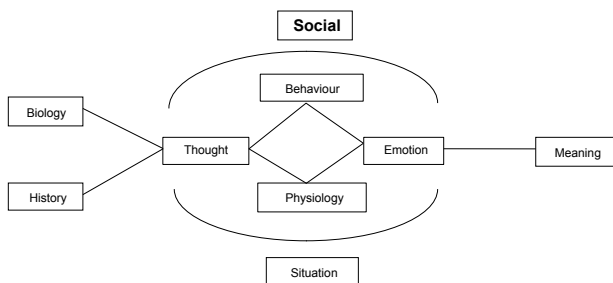 Social
Behaviour
Biology
Thought
Emotion
Meaning
History
Physiology
Situation